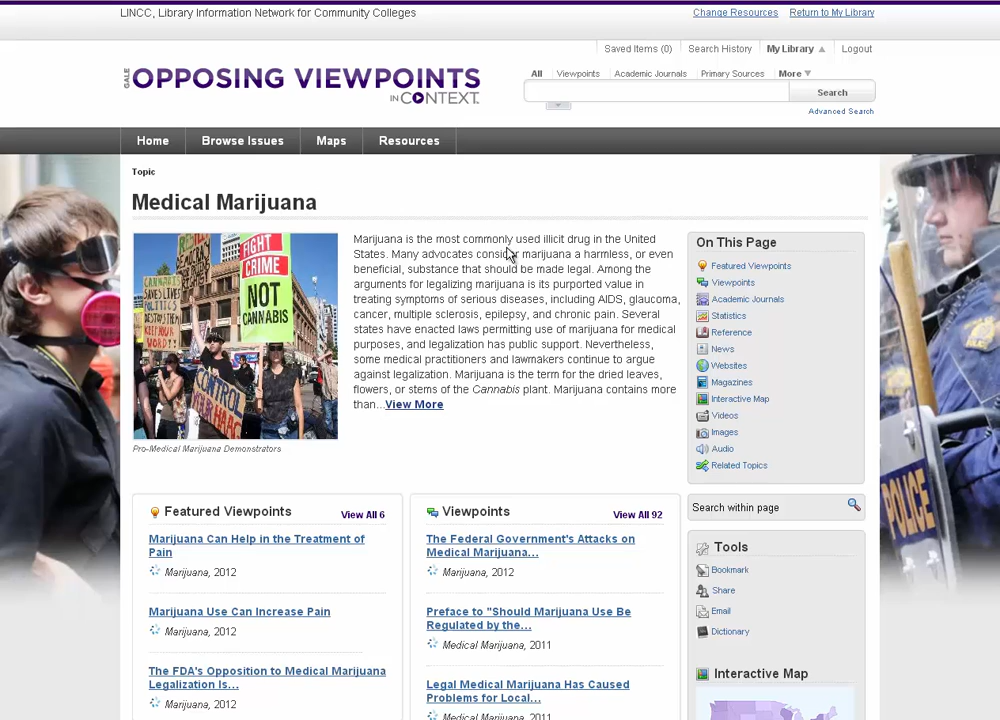 LINCC, Library Information Network for Community Colleges
Change Resources
Return to My Library
Saved Items (0)
Search History
My Library
Logout
GALE
OPPOSING VIEWPOINTS
IN CONTEXT
All
Viewpoints
Academic Journals
Primary Sources
More
Search
Advanced Search
Home
Browse Issues
Maps
Resources
Topic
Medical Marijuana
FIGHT
CRIME
NOT
CANNABIS
CANNABIS
SAVES LIVES
CONTROL
Pro-Medical Marijuana Demonstrators
Marijuana is the most commonly used illicit drug in the United
States. Many advocates consider marijuana a harmless, or even
beneficial, substance that should be made legal. Among the
arguments for legalizing marijuana is its purported value in
treating symptoms of serious diseases, including AIDS, glaucoma,
cancer, multiple sclerosis, epilepsy, and chronic pain. Several
states have enacted laws permitting use of marijuana for medical
purposes, and legalization has public support. Nevertheless,
some medical practitioners and lawmakers continue to argue
against legalization. Marijuana is the term for the dried leaves,
flowers, or stems of the Cannabis plant. Marijuana contains more
than...View More
On This Page
Featured Viewpoints
Viewpoints
Academic Journals
Statistics
Reference
News
Websites
Magazines
Interactive Map
Videos
Images
Audio
Related Topics
Featured Viewpoints
View All 6
Marijuana Can Help in the Treatment of
Pain
Marijuana, 2012
Marijuana Use Can Increase Pain
Marijuana, 2012
The FDA's Opposition to Medical Marijuana
Legalization Is...
Marijuana, 2012
Viewpoints
View All 92
The Federal Government's Attacks on
Medical Marijuana...
Marijuana, 2012
Preface to "Should Marijuana Use Be
Regulated by the...
Medical Marijuana, 2011
Legal Medical Marijuana Has Caused
Problems for Local...
Medical Marijuana, 2011
Search within page
Tools
Bookmark
Share
Email
Dictionary
Interactive Map
POLICE